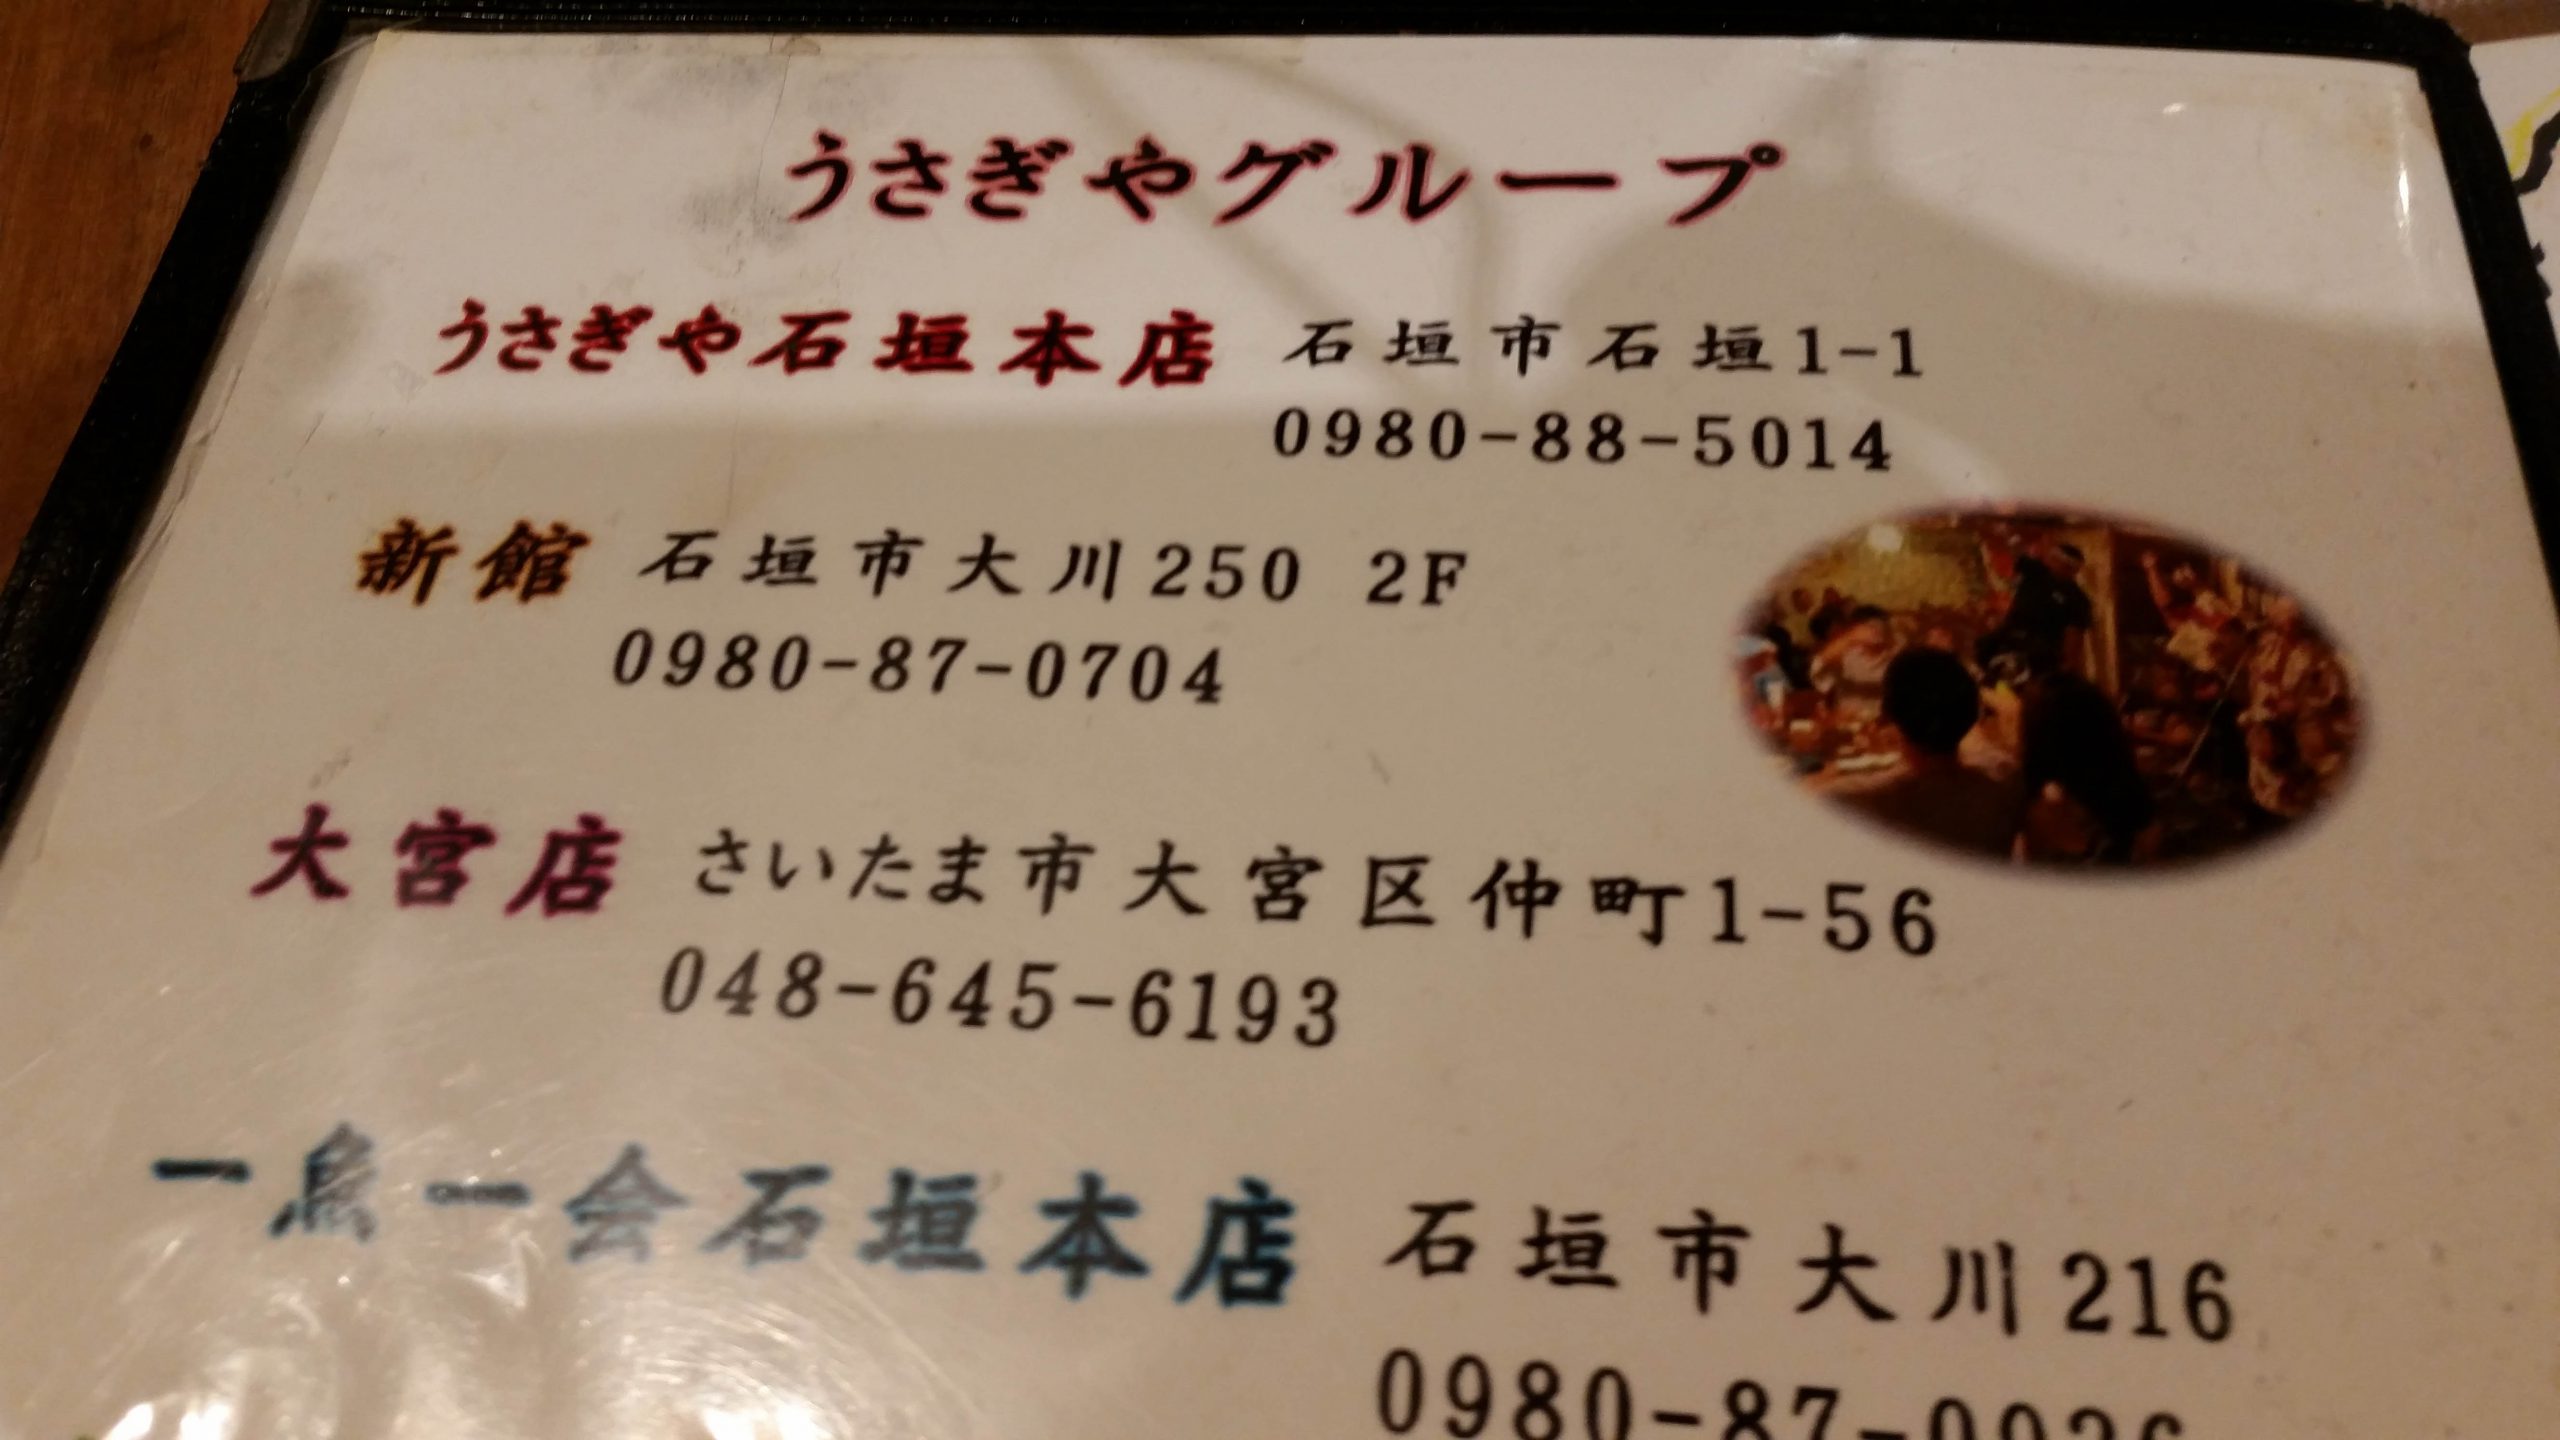 うさぎやグループ
うさぎや石垣本店 石垣市石垣1-1
0980-88-5014
新館 石垣市大川250 2F
0980-87-0704
大宮店 さいたま市大宮区仲町1-56
048-645-6193
一魚一会石垣本店 石垣市大川216
0980-87-